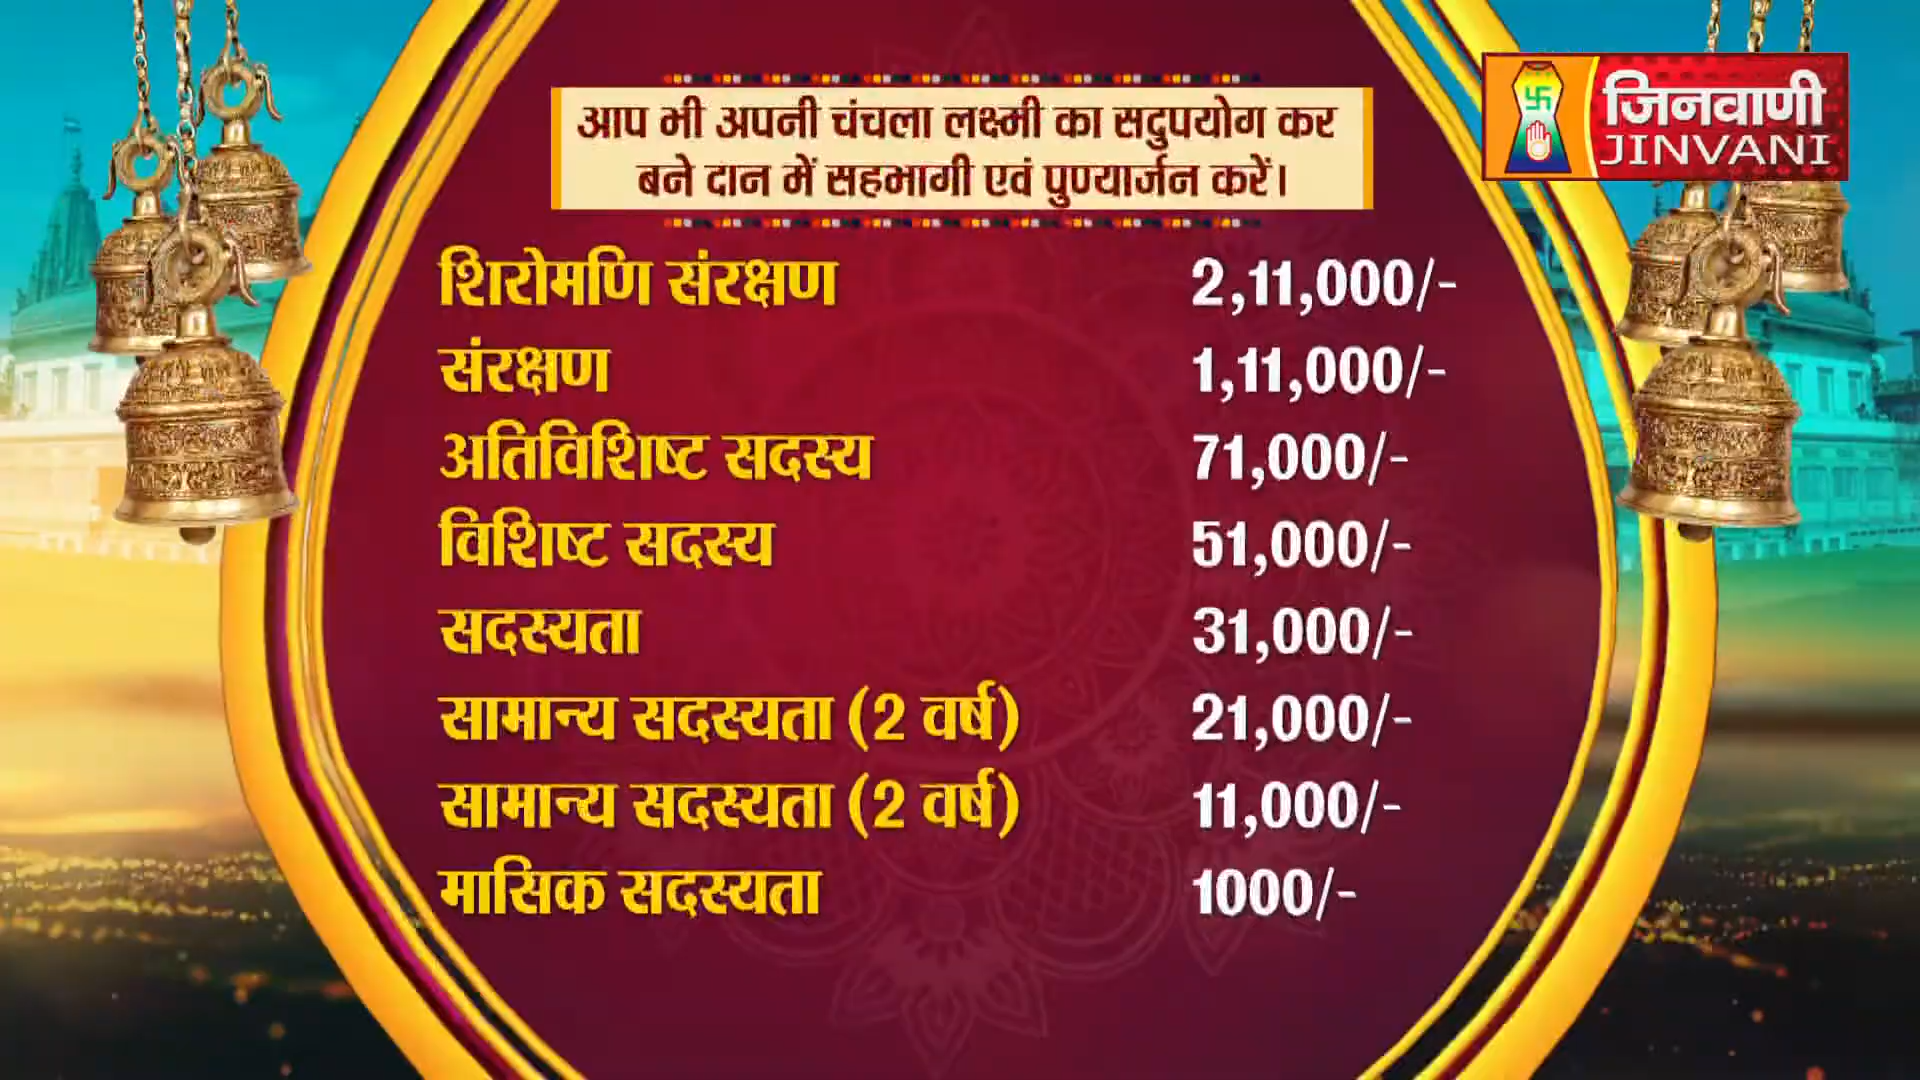 आप भी अपनी चंचला लक्ष्मी का सदुपयोग कर
बने दान में सहभागी एवं पुण्यार्जन करें।
जिनवाणी
JINVANI
शिरोमणि संरक्षण 2,11,000/-
संरक्षण 1,11,000/-
अतिविशिष्ट सदस्य 71,000/-
विशिष्ट सदस्य 51,000/-
सदस्यता 31,000/-
सामान्य सदस्यता (2 वर्ष) 21,000/-
सामान्य सदस्यता (2 वर्ष) 11,000/-
मासिक सदस्यता 1000/-